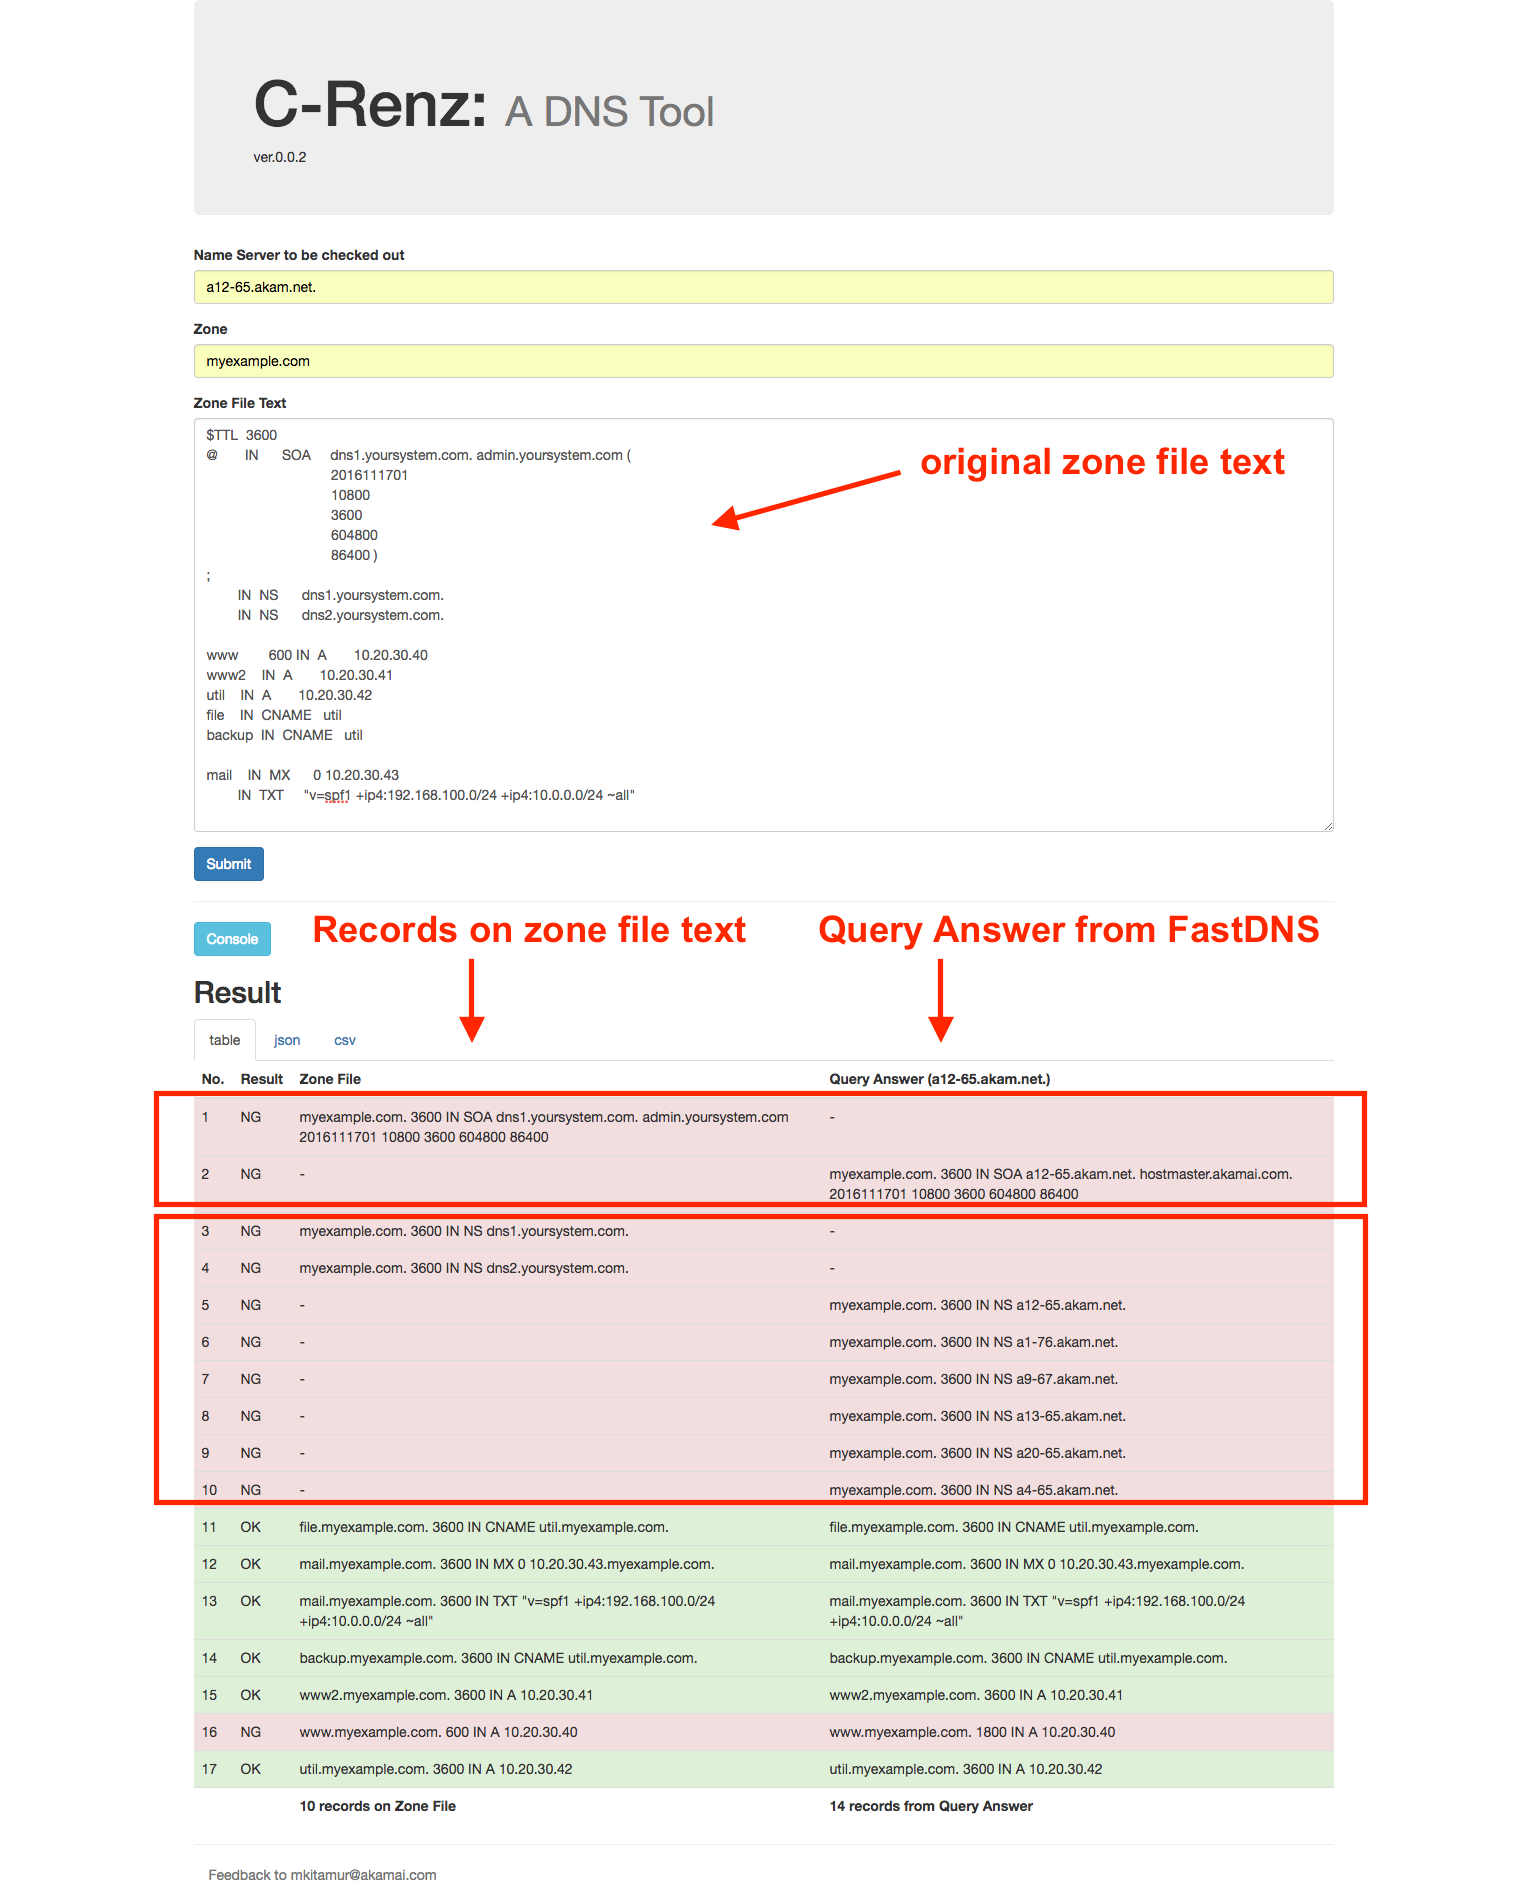 C-Renz: A DNS Tool
ver.0.0.2
Name Server to be checked out
a12-65.akam.net.
Zone
myexample.com
Zone File Text
$TTL 3600
@ IN SOA dns1.yoursystem.com. admin.yoursystem.com (
2016111701
10800
3600
604800
86400 )
;
IN NS dns1.yoursystem.com.
IN NS dns2.yoursystem.com.
www 600 IN A 10.20.30.40
www2 IN A 10.20.30.41
util IN A 10.20.30.42
file IN CNAME util
backup IN CNAME util
mail IN MX 0 10.20.30.43
IN TXT "v=spf1 +ip4:192.168.100.0/24 +ip4:10.0.0.0/24 ~all"
original zone file text
Submit
Console
Records on zone file text
Query Answer from FastDNS
Result
table json csv
No. Result Zone File Query Answer (a12-65.akam.net.)
1 NG myexample.com. 3600 IN SOA dns1.yoursystem.com. admin.yoursystem.com -
2016111701 10800 3600 604800 86400
2 NG - myexample.com. 3600 IN SOA a12-65.akam.net. hostmaster.akamai.com.
2016111701 10800 3600 604800 86400
3 NG myexample.com. 3600 IN NS dns1.yoursystem.com. -
4 NG myexample.com. 3600 IN NS dns2.yoursystem.com. -
5 NG - myexample.com. 3600 IN NS a12-65.akam.net.
6 NG - myexample.com. 3600 IN NS a1-76.akam.net.
7 NG - myexample.com. 3600 IN NS a9-67.akam.net.
8 NG - myexample.com. 3600 IN NS a13-65.akam.net.
9 NG - myexample.com. 3600 IN NS a20-65.akam.net.
10 NG - myexample.com. 3600 IN NS a4-65.akam.net.
11 OK file.myexample.com. 3600 IN CNAME util.myexample.com. file.myexample.com. 3600 IN CNAME util.myexample.com.
12 OK mail.myexample.com. 3600 IN MX 0 10.20.30.43.myexample.com. mail.myexample.com. 3600 IN MX 0 10.20.30.43.myexample.com.
13 OK mail.myexample.com. 3600 IN TXT "v=spf1 +ip4:192.168.100.0/24 mail.myexample.com. 3600 IN TXT "v=spf1 +ip4:192.168.100.0/24
+ip4:10.0.0.0/24 ~all" +ip4:10.0.0.0/24 ~all"
14 OK backup.myexample.com. 3600 IN CNAME util.myexample.com. backup.myexample.com. 3600 IN CNAME util.myexample.com.
15 OK www2.myexample.com. 3600 IN A 10.20.30.41 www2.myexample.com. 3600 IN A 10.20.30.41
16 NG www.myexample.com. 600 IN A 10.20.30.40 www.myexample.com. 1800 IN A 10.20.30.40
17 OK util.myexample.com. 3600 IN A 10.20.30.42 util.myexample.com. 3600 IN A 10.20.30.42
10 records on Zone File 14 records from Query Answer
Feedback to mkitamur@akamai.com